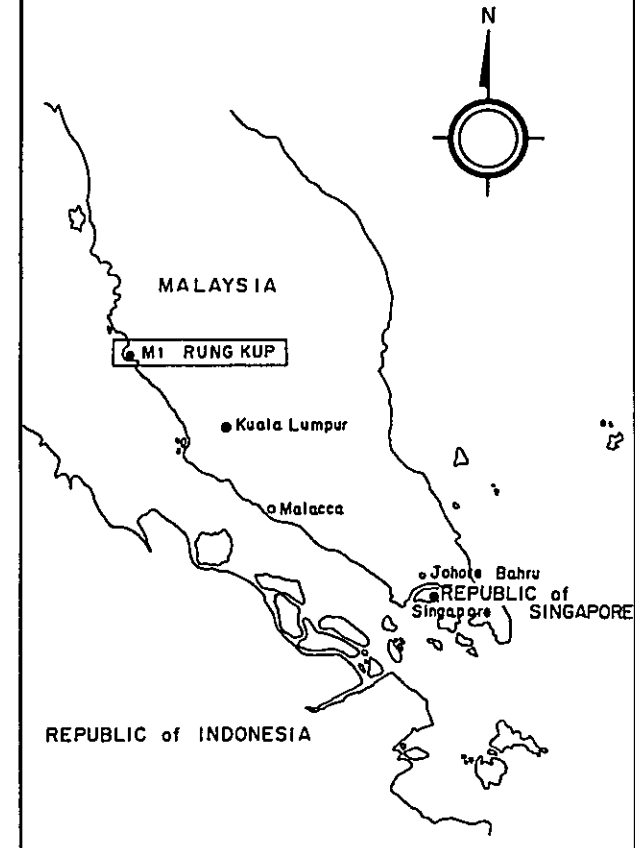 N
MALAYSIA
M1 RUNG KUP
Kuala Lumpur
Malacca
Johore Bahru
REPUBLIC of
Singapore SINGAPORE
REPUBLIC of INDONESIA